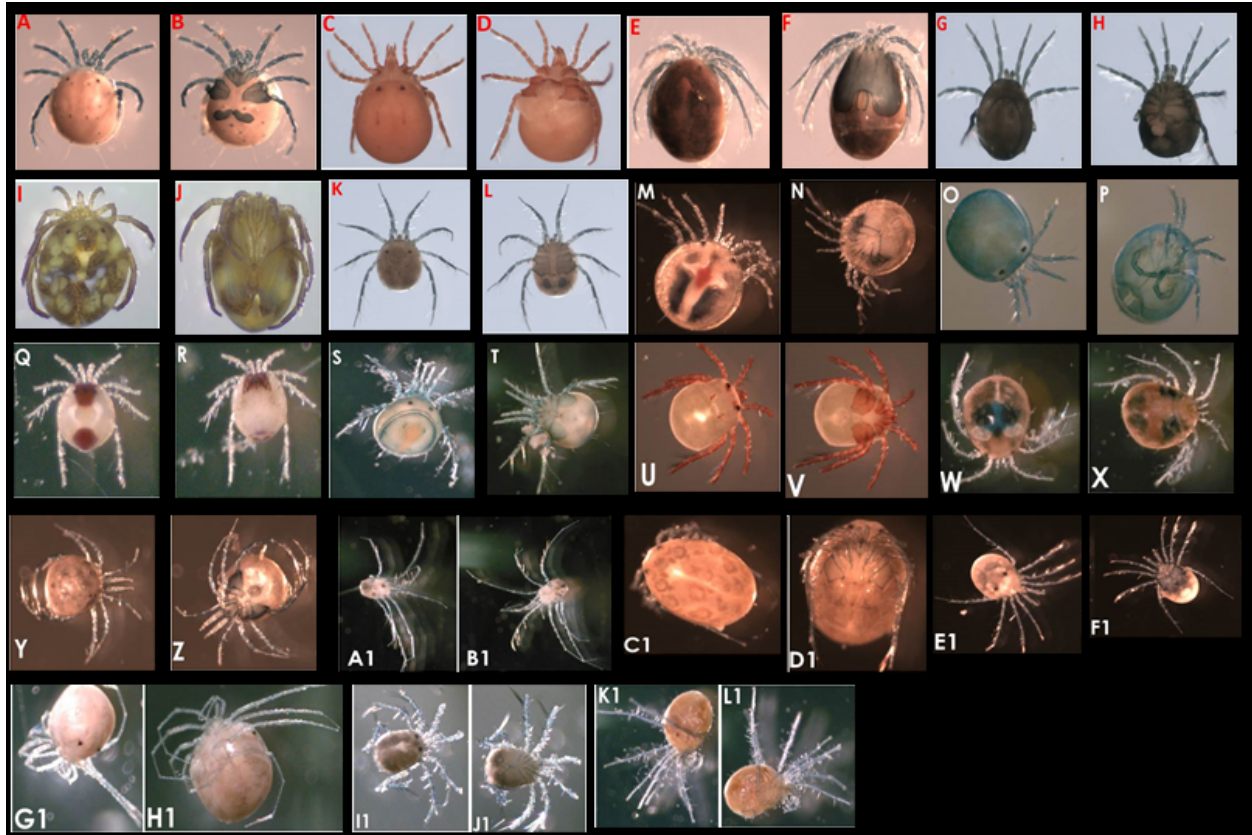 A B C D E F G H
I J K L M N O P
Q R S T U V W X
Y Z A1 B1 C1 D1 E1 F1
G1 H1 I1 J1 K1 L1